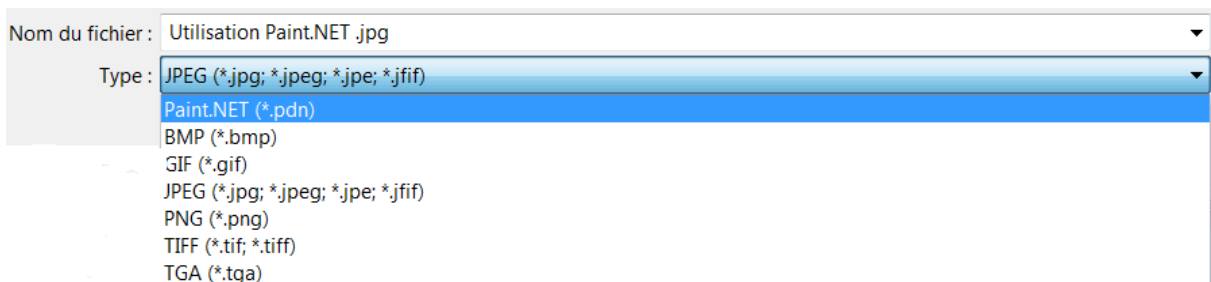 Nom du fichier : Utilisation Paint.NET .jpg
Type : JPEG (*.jpg; *.jpeg; *.jpe; *.jfif)
Paint.NET (*.pdn)
BMP (*.bmp)
GIF (*.gif)
JPEG (*.jpg; *.jpeg; *.jpe; *.jfif)
PNG (*.png)
TIFF (*.tif; *.tiff)
TGA (*.tga)